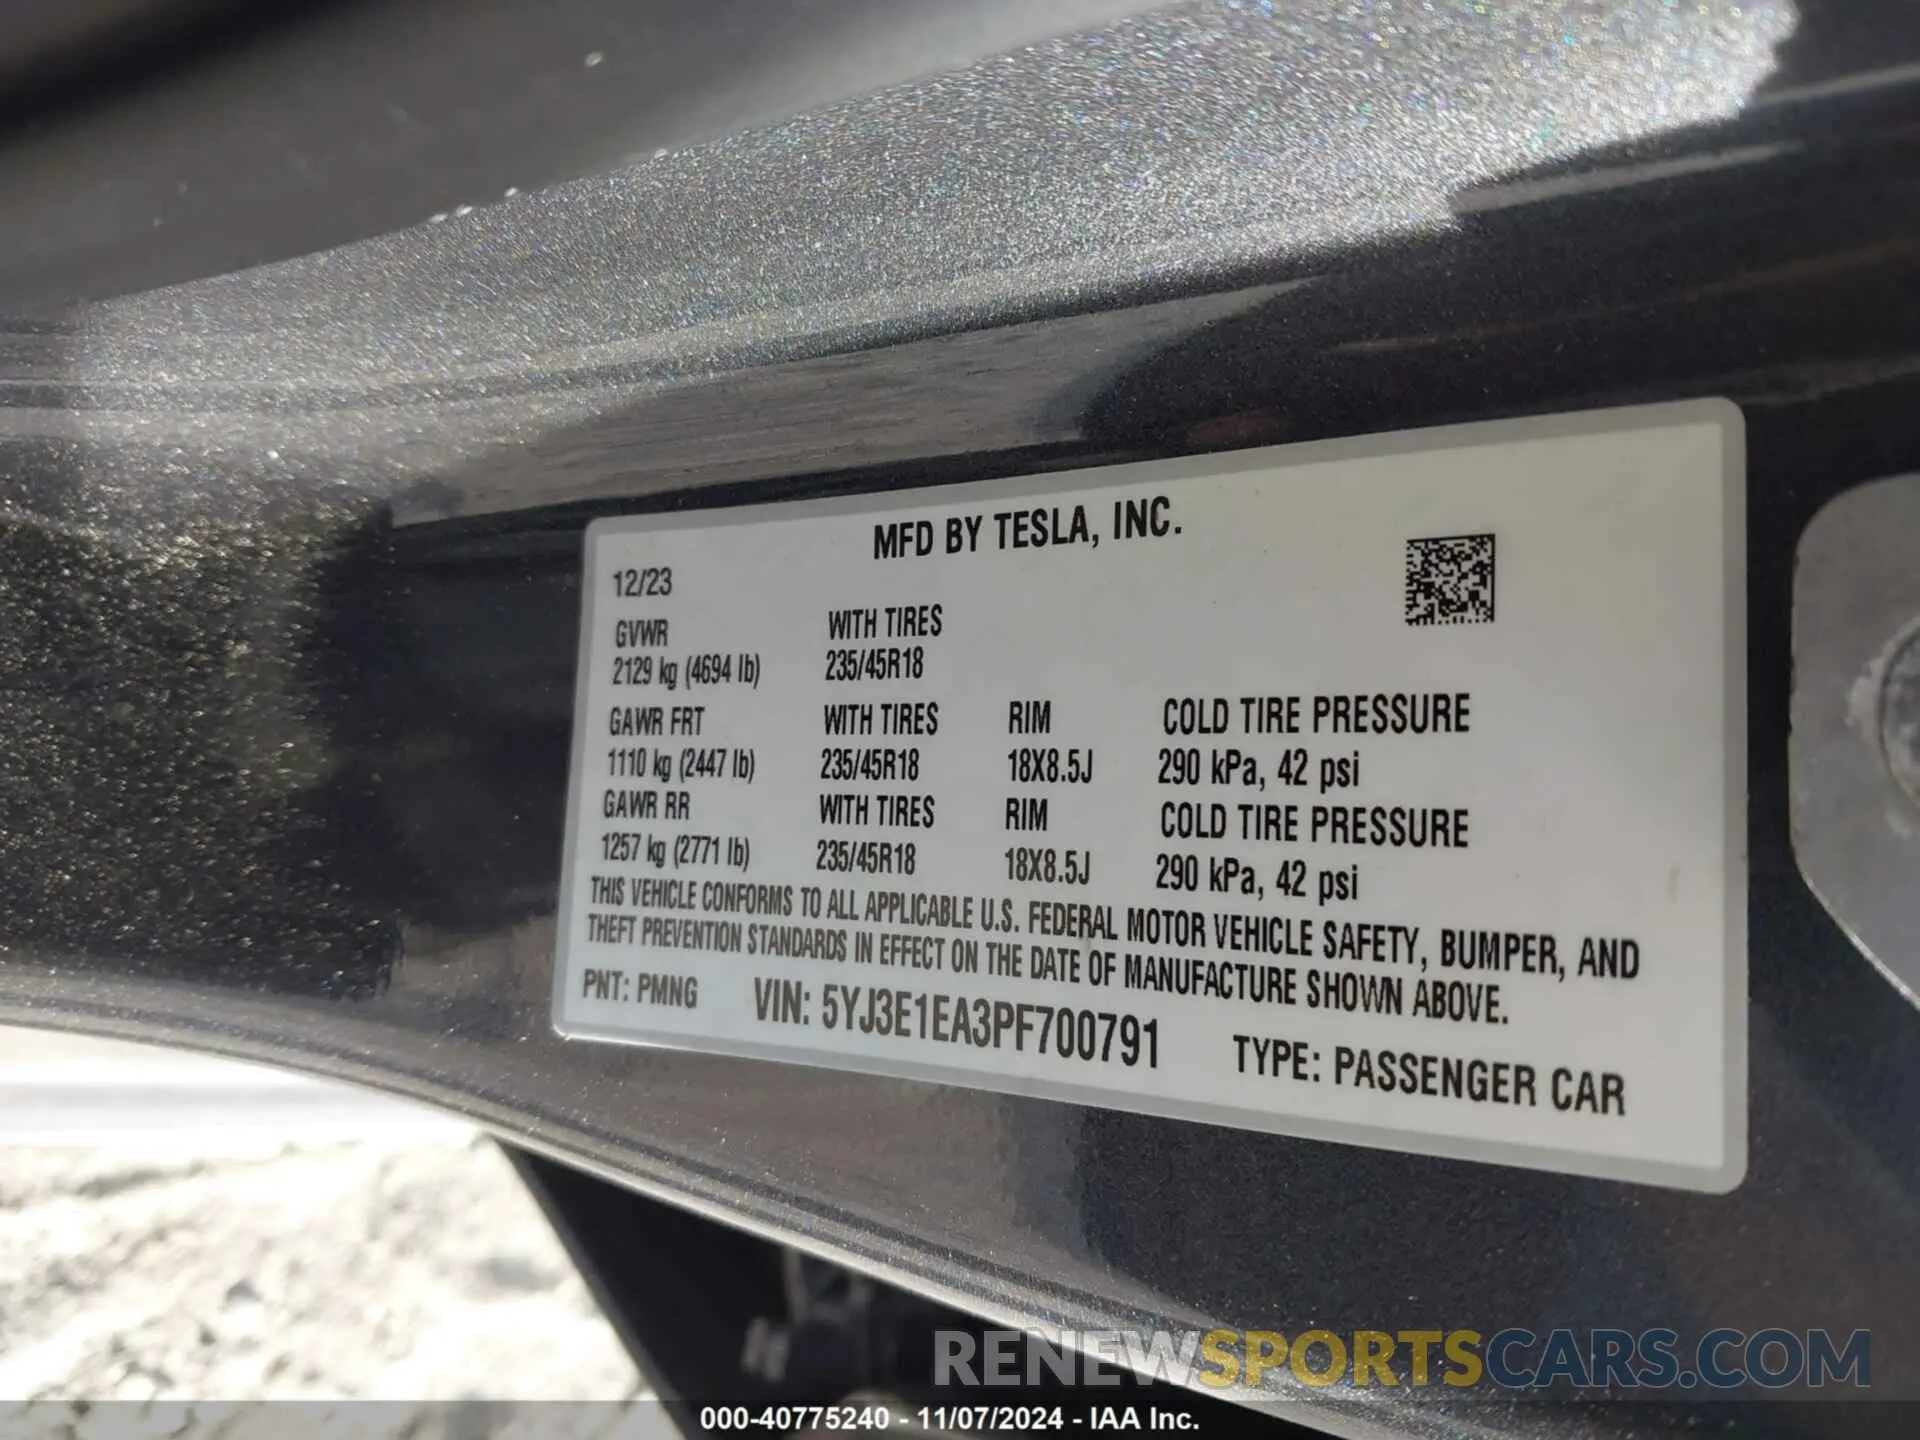 MFD BY TESLA, INC.
12/23
GVWR WITH TIRES
2129 kg (4694 lb) 235/45R18
GAWR FRT WITH TIRES RIM COLD TIRE PRESSURE
1110 kg (2447 lb) 235/45R18 18X8.5J 290 kPa, 42 psi
GAWR RR WITH TIRES RIM COLD TIRE PRESSURE
1257 kg (2771 lb) 235/45R18 18X8.5J 290 kPa, 42 psi
THIS VEHICLE CONFORMS TO ALL APPLICABLE U.S. FEDERAL MOTOR VEHICLE SAFETY, BUMPER, AND
THEFT PREVENTION STANDARDS IN EFFECT ON THE DATE OF MANUFACTURE SHOWN ABOVE.
PNT: PMNG VIN: 5YJ3E1EA3PF700791 TYPE: PASSENGER CAR
RENEWSPORTSCARS.COM
000-40775240 - 11/07/2024 - IAA Inc.